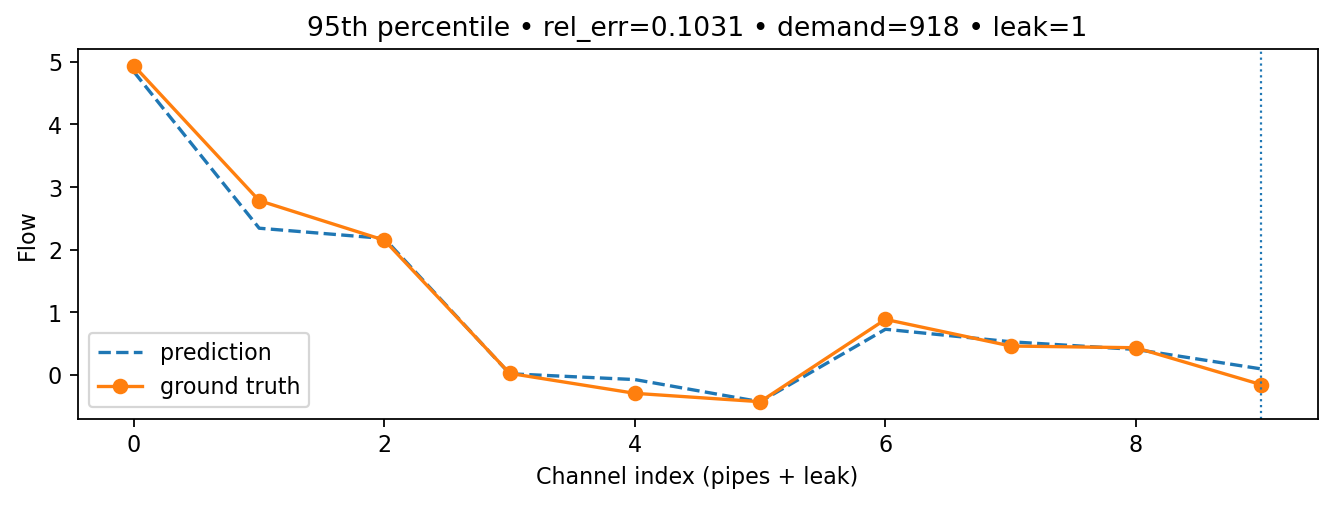 95th percentile • rel_err=0.1031 • demand=918 • leak=1
5
4
3
2
1
0
Flow
prediction
ground truth
0 2 4 6 8
Channel index (pipes + leak)